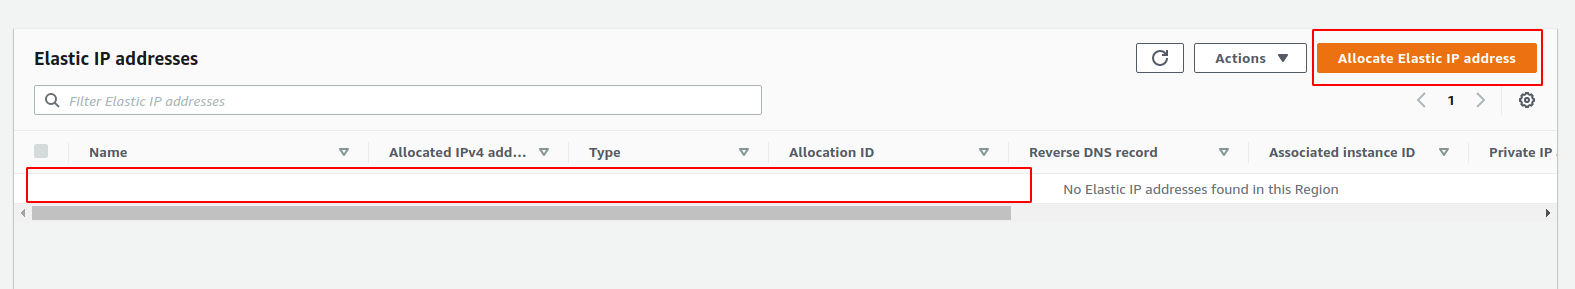 Elastic IP addresses
Actions
Allocate Elastic IP address
Filter Elastic IP addresses
1
Name Allocated IPv4 add... Type Allocation ID Reverse DNS record Associated instance ID Private IP
No Elastic IP addresses found in this Region